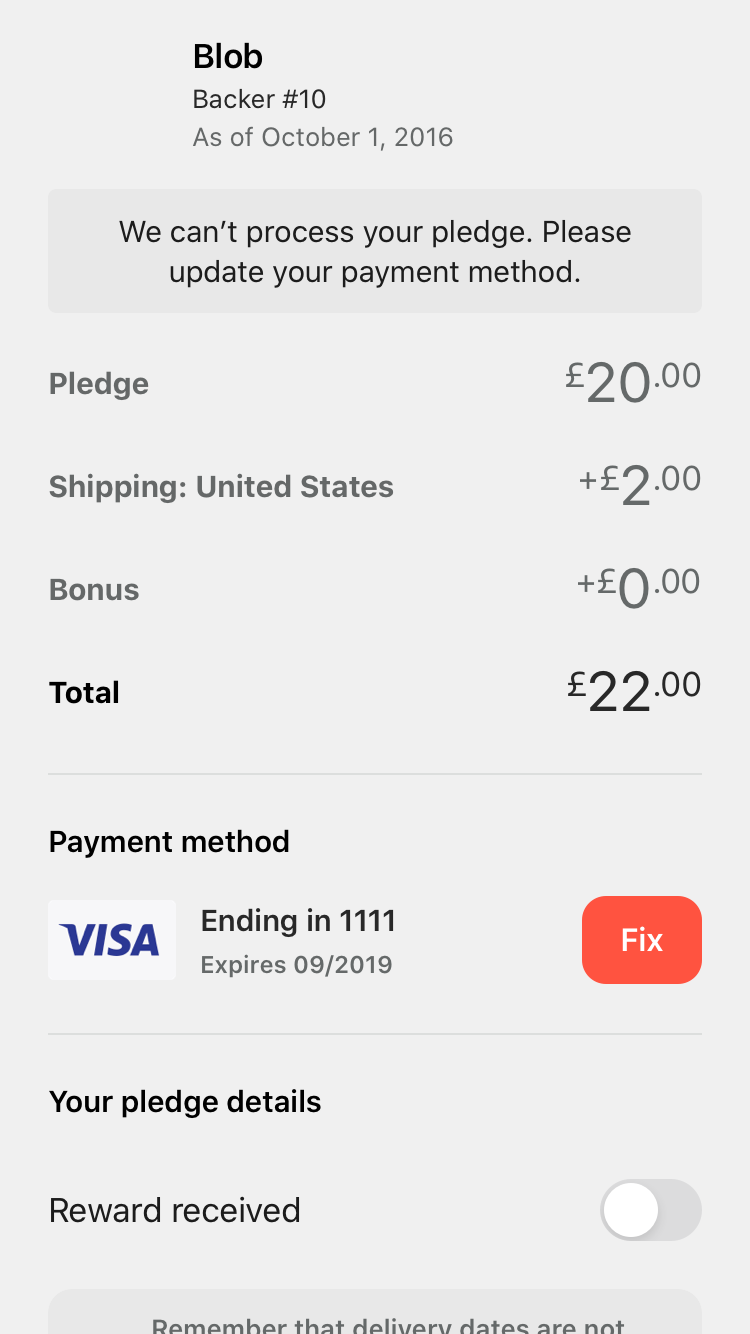 Blob
Backer #10
As of October 1, 2016
We can’t process your pledge. Please
update your payment method.
Pledge £20.00
Shipping: United States +£2.00
Bonus +£0.00
Total £22.00
Payment method
VISA
Ending in 1111
Expires 09/2019
Fix
Your pledge details
Reward received
Remember that delivery dates are not